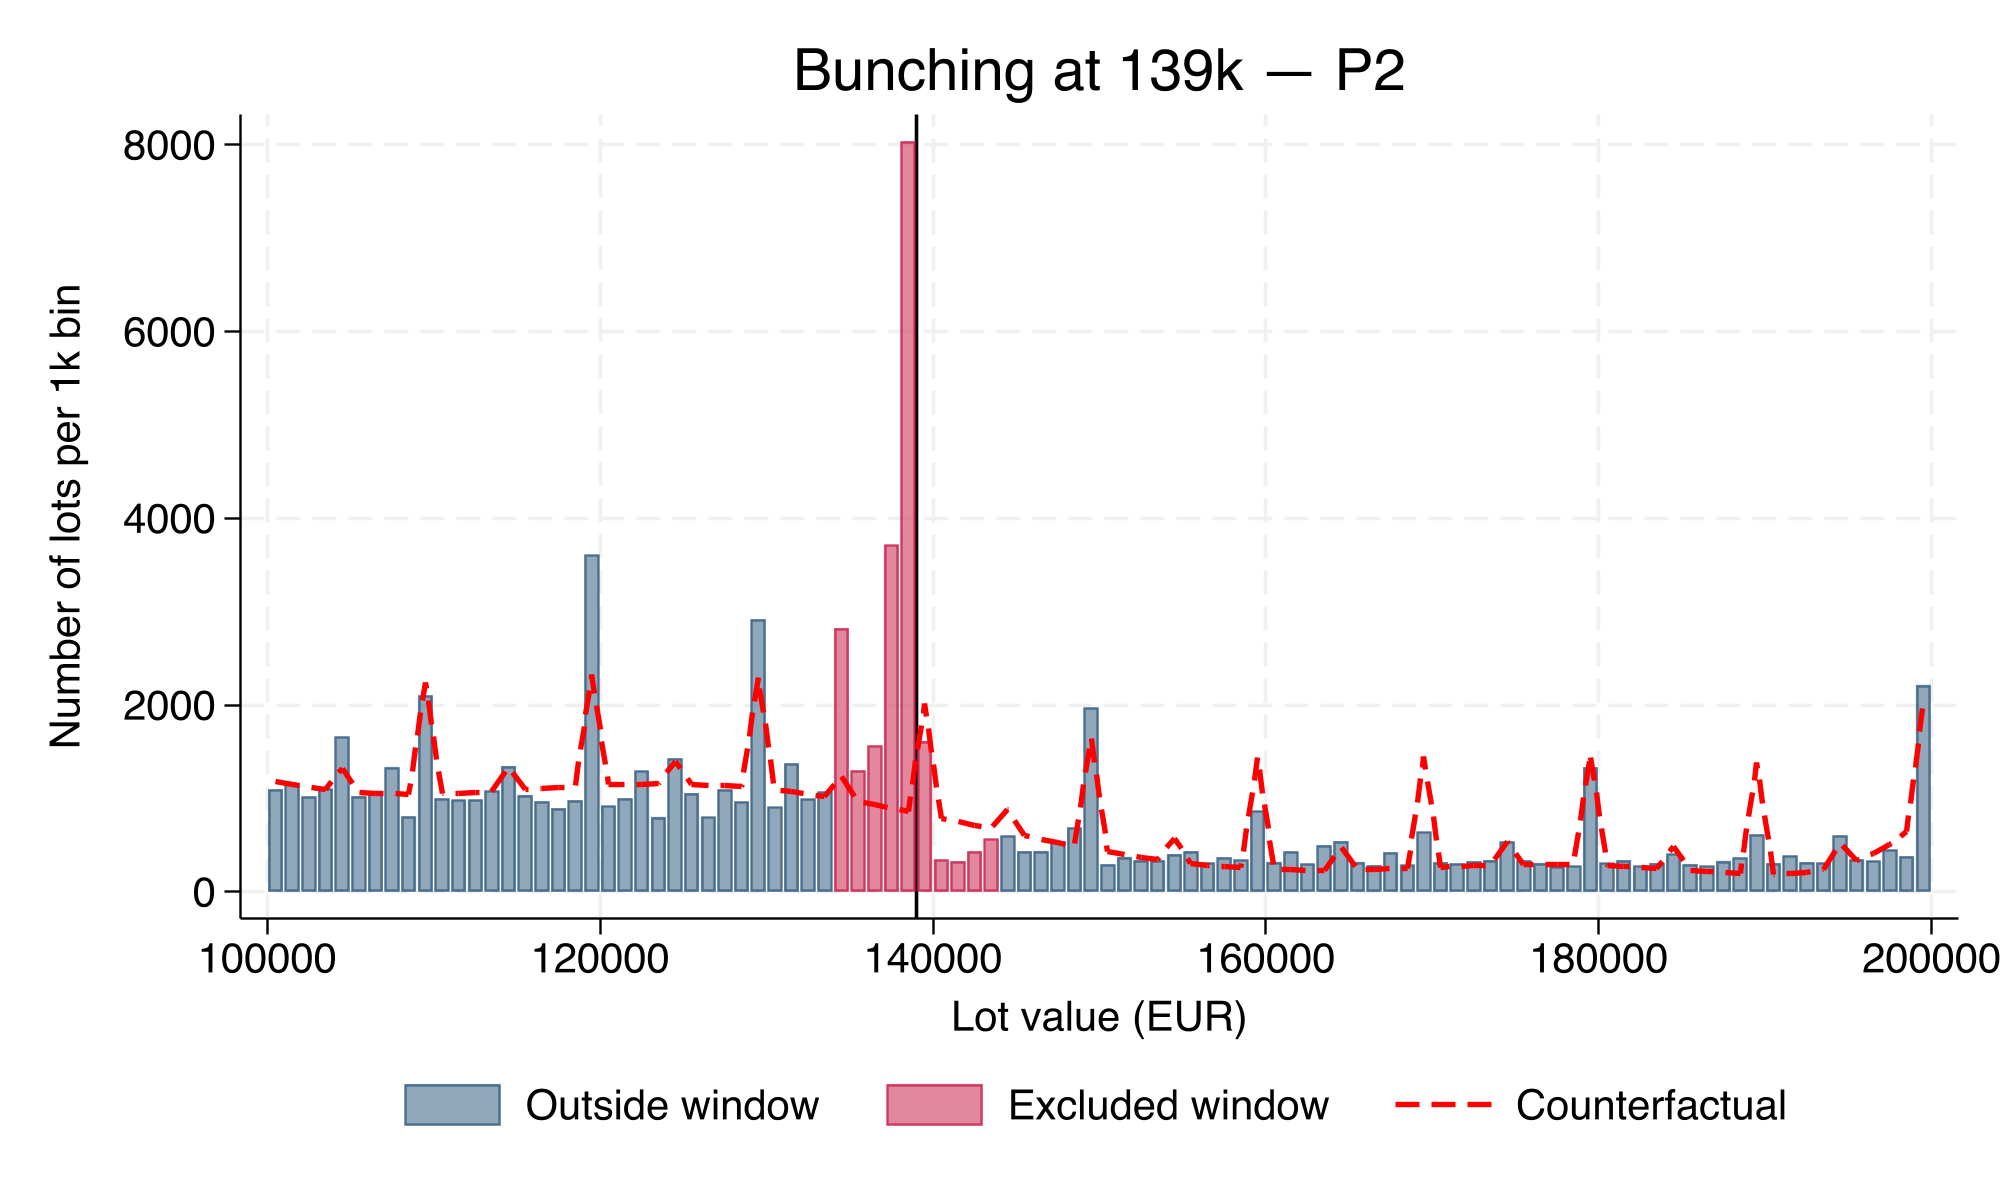 Bunching at 139k — P2
Number of lots per 1k bin
8000
6000
4000
2000
0
100000 120000 140000 160000 180000 200000
Lot value (EUR)
Outside window Excluded window Counterfactual